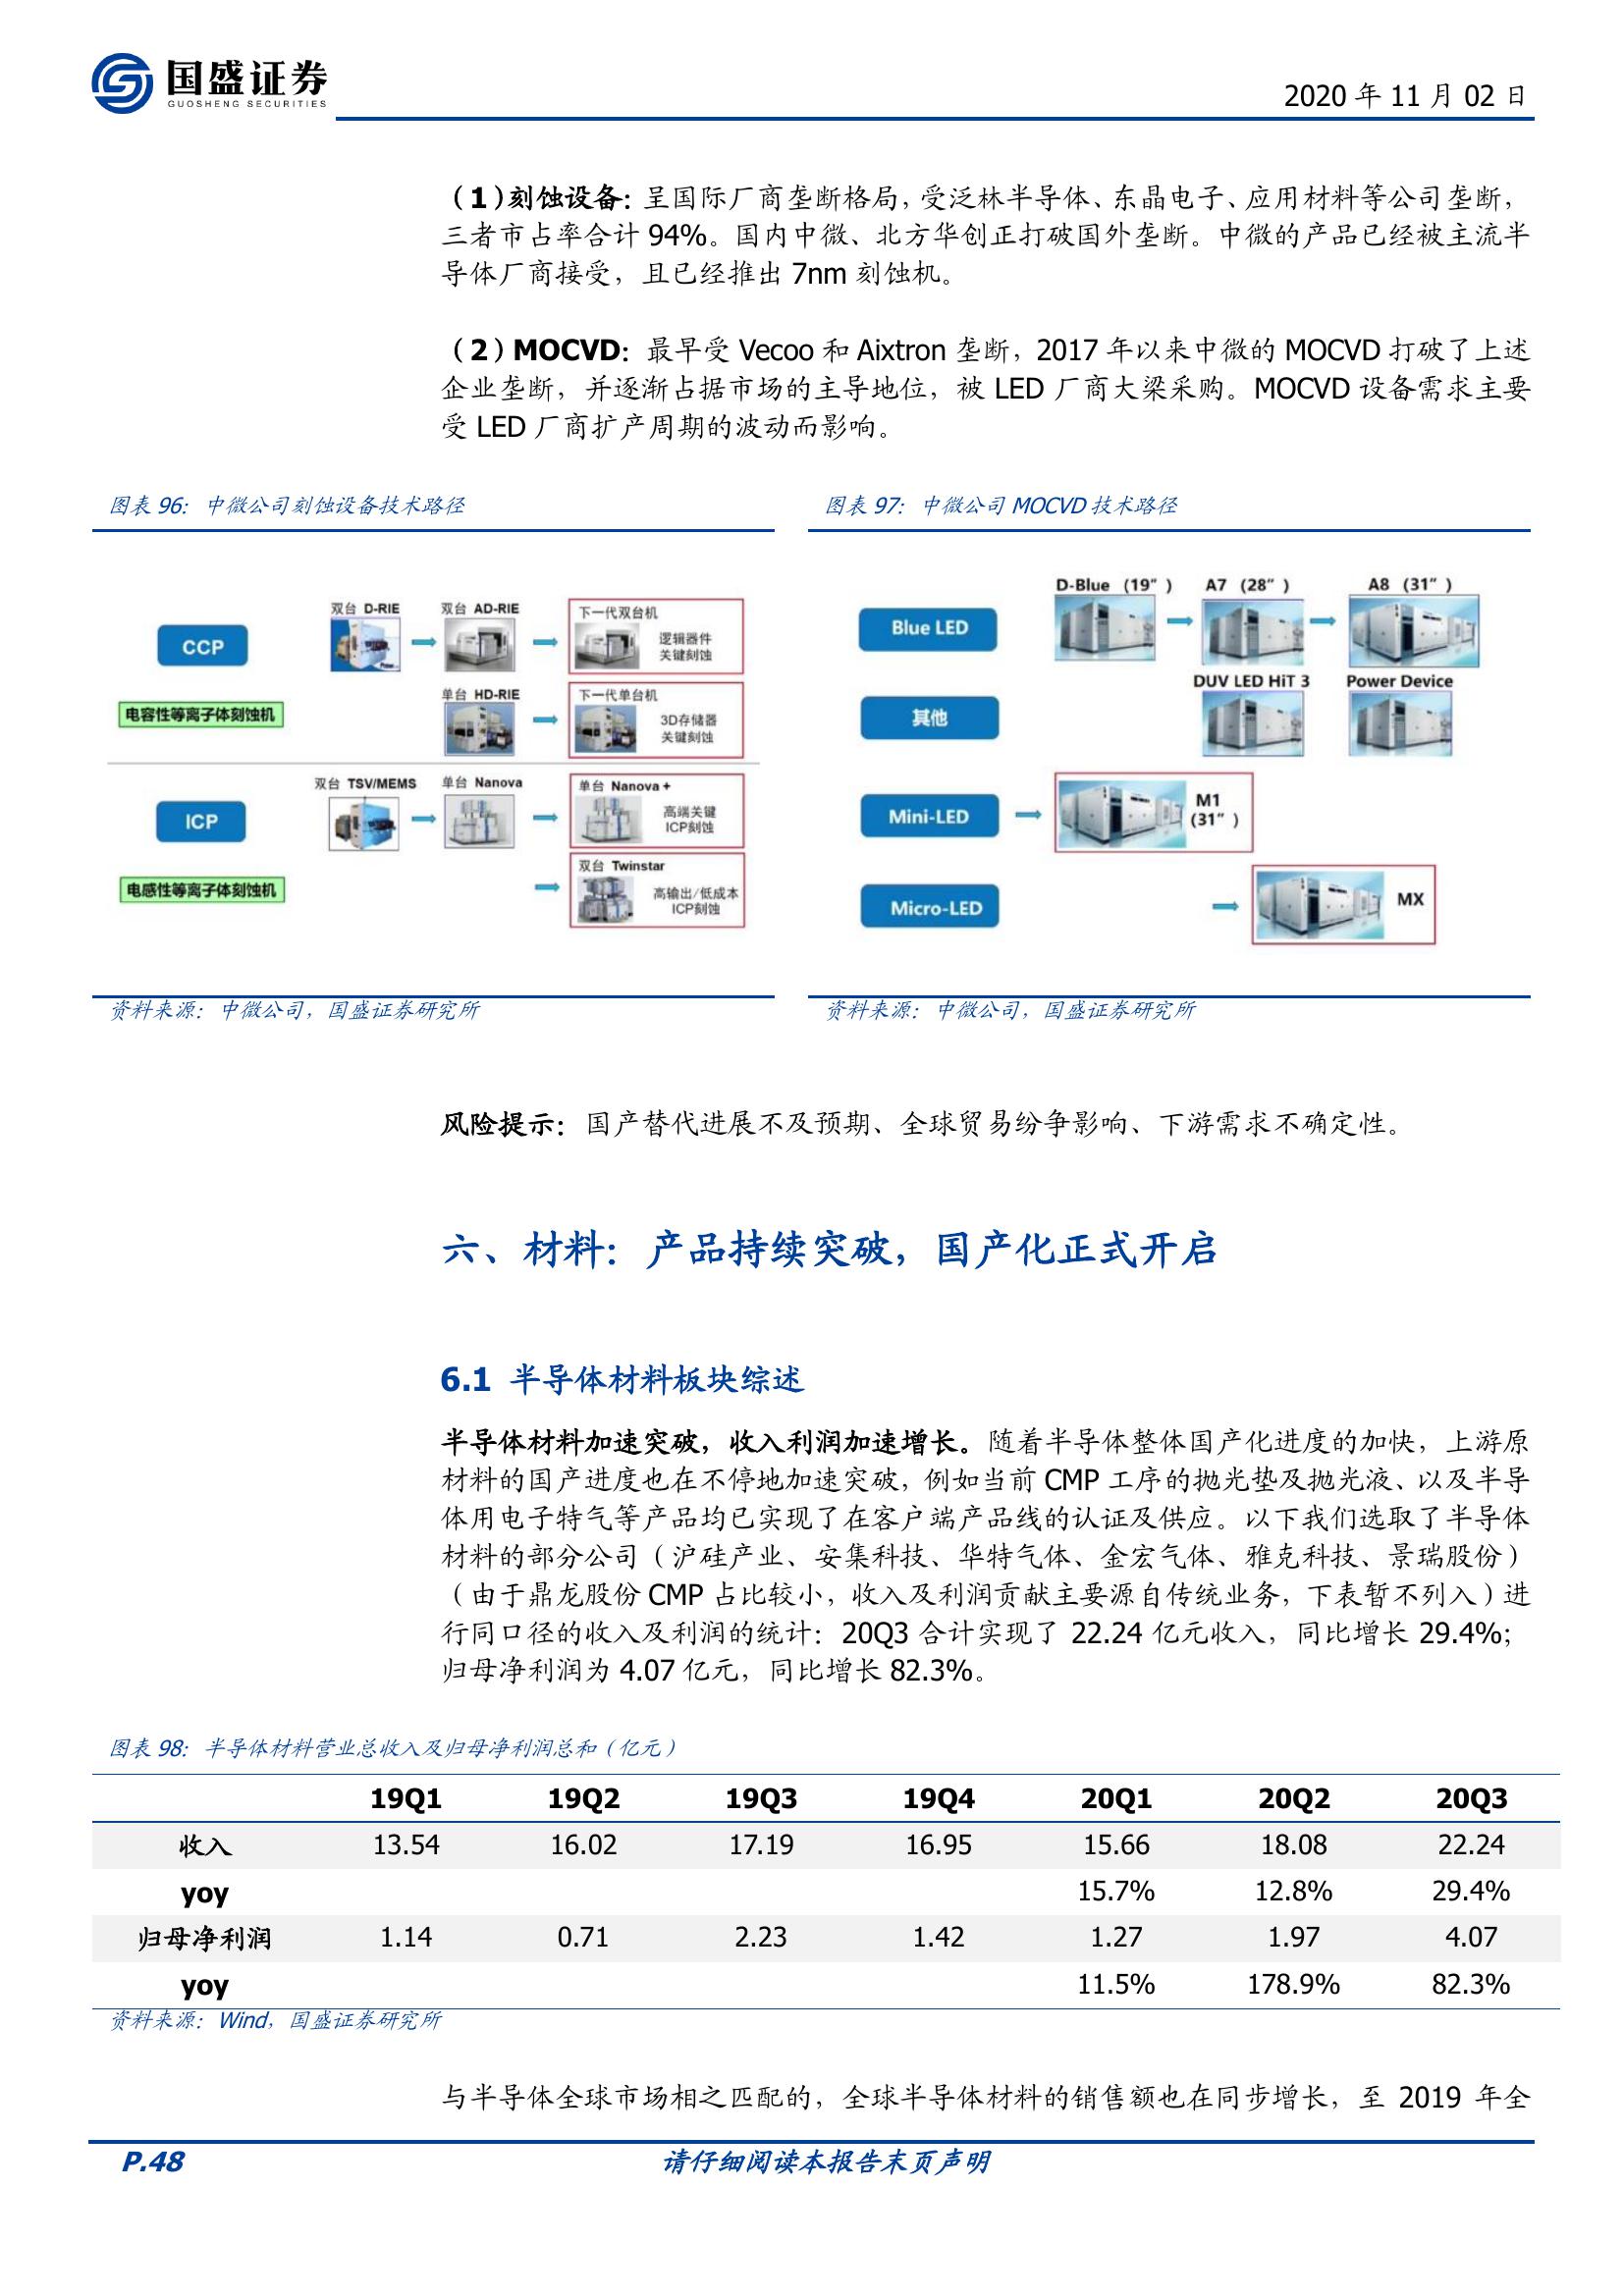 国盛证券
GUOSHENG SECURITIES
2020 年 11 月 02 日
（1）刻蚀设备：呈国际厂商垄断格局，受泛林半导体、东晶电子、应用材料等公司垄断，
三者市占率合计 94%。国内中微、北方华创正打破国外垄断。中微的产品已经被主流半
导体厂商接受，且已经推出 7nm 刻蚀机。
（2）MOCVD：最早受 Vecoo 和 Aixtron 垄断，2017 年以来中微的 MOCVD 打破了上述
企业垄断，并逐渐占据市场的主导地位，被 LED 厂商大梁采购。MOCVD 设备需求主要
受 LED 厂商扩产周期的波动而影响。
图表 96：中微公司刻蚀设备技术路径
CCP
电容性等离子体刻蚀机
双台 D-RIE
双台 AD-RIE
下一代双台机
逻辑器件
关键刻蚀
单台 HD-RIE
下一代单台机
3D存储器
关键刻蚀
ICP
电感性等离子体刻蚀机
双台 TSV/MEMS
单台 Nanova
单台 Nanova +
高端关键
ICP刻蚀
双台 Twinstar
高输出/低成本
ICP刻蚀
资料来源：中微公司，国盛证券研究所
图表 97：中微公司 MOCVD 技术路径
Blue LED
D-Blue （19”）
A7 （28”）
A8 （31”）
其他
DUV LED HiT 3
Power Device
Mini-LED
M1
(31”）
Micro-LED
MX
资料来源：中微公司，国盛证券研究所
风险提示：国产替代进展不及预期、全球贸易纷争影响、下游需求不确定性。
六、材料：产品持续突破，国产化正式开启
6.1 半导体材料板块综述
半导体材料加速突破，收入利润加速增长。随着半导体整体国产化进度的加快，上游原
材料的国产进度也在不停地加速突破，例如当前 CMP 工序的抛光垫及抛光液、以及半导
体用电子特气等产品均已实现了在客户端产品线的认证及供应。以下我们选取了半导体
材料的部分公司（沪硅产业、安集科技、华特气体、金宏气体、雅克科技、景瑞股份）
（由于鼎龙股份 CMP 占比较小，收入及利润贡献主要源自传统业务，下表暂不列入）进
行同口径的收入及利润的统计：20Q3 合计实现了 22.24 亿元收入，同比增长 29.4%；
归母净利润为 4.07 亿元，同比增长 82.3%。
图表 98：半导体材料营业总收入及归母净利润总和（亿元）
19Q1 19Q2 19Q3 19Q4 20Q1 20Q2 20Q3
收入 13.54 16.02 17.19 16.95 15.66 18.08 22.24
yoy 15.7% 12.8% 29.4%
归母净利润 1.14 0.71 2.23 1.42 1.27 1.97 4.07
yoy 11.5% 178.9% 82.3%
资料来源：Wind，国盛证券研究所
与半导体全球市场相之匹配的，全球半导体材料的销售额也在同步增长，至 2019 年全
P.48
请仔细阅读本报告末页声明